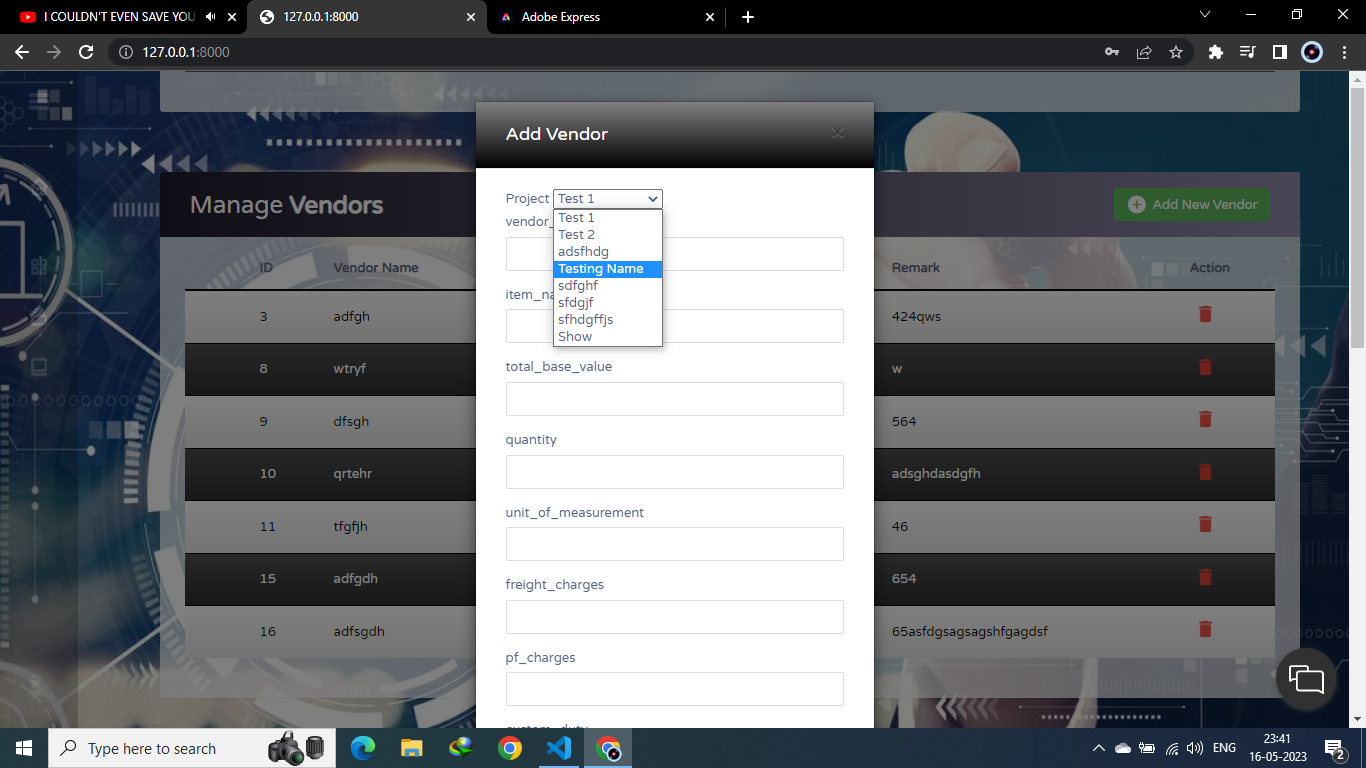 I COULDN'T EVEN SAVE YOU
127.0.0.1:8000
Adobe Express
127.0.0.1:8000
Add Vendor
Manage Vendors
Add New Vendor
Project Test 1
Test 1
Test 2
adsfhdg
Testing Name
sdfghf
sfdgjf
sfhdgffjs
Show
vendor_
item_na
total_base_value
quantity
unit_of_measurement
freight_charges
pf_charges
ID Vendor Name Remark Action
3 adfgh 424qws
8 wtryf w
9 dfsgh 564
10 qrtehr adsghdasdgfh
11 tfgfjh 46
15 adfgdh 654
16 adfsgdh 65asfdgsagsagshfgagdsf
Type here to search
ENG
23:41
16-05-2023
2